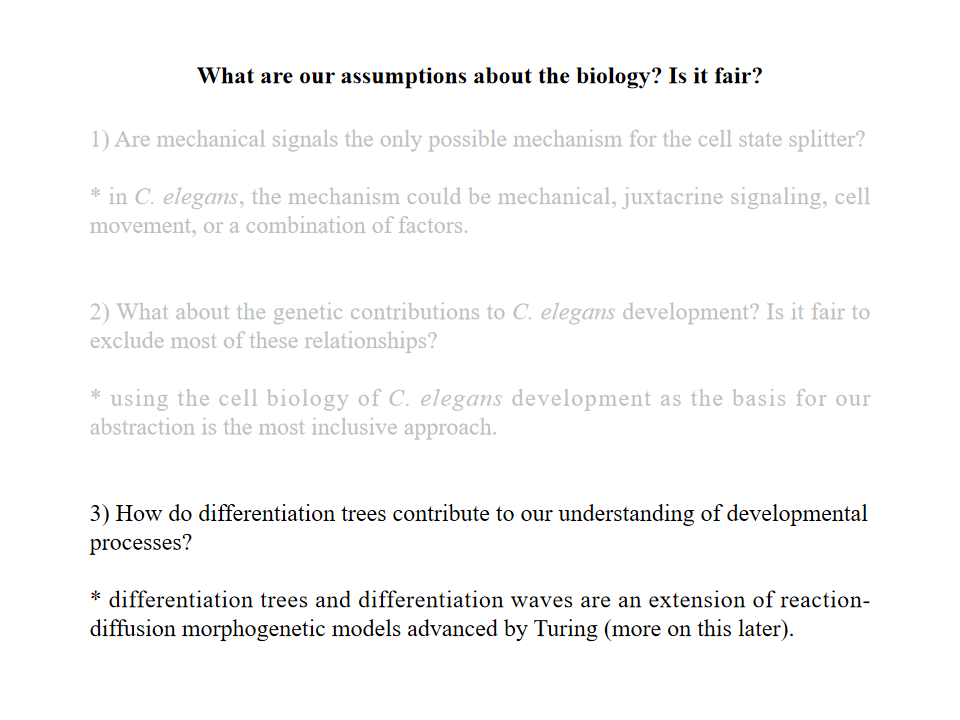 What are our assumptions about the biology? Is it fair?
1) Are mechanical signals the only possible mechanism for the cell state splitter?
* in C. elegans, the mechanism could be mechanical, juxtacrine signaling, cell
movement, or a combination of factors.
2) What about the genetic contributions to C. elegans development? Is it fair to
exclude most of these relationships?
* using the cell biology of C. elegans development as the basis for our
abstraction is the most inclusive approach.
3) How do differentiation trees contribute to our understanding of developmental
processes?
* differentiation trees and differentiation waves are an extension of reaction-
diffusion morphogenetic models advanced by Turing (more on this later).